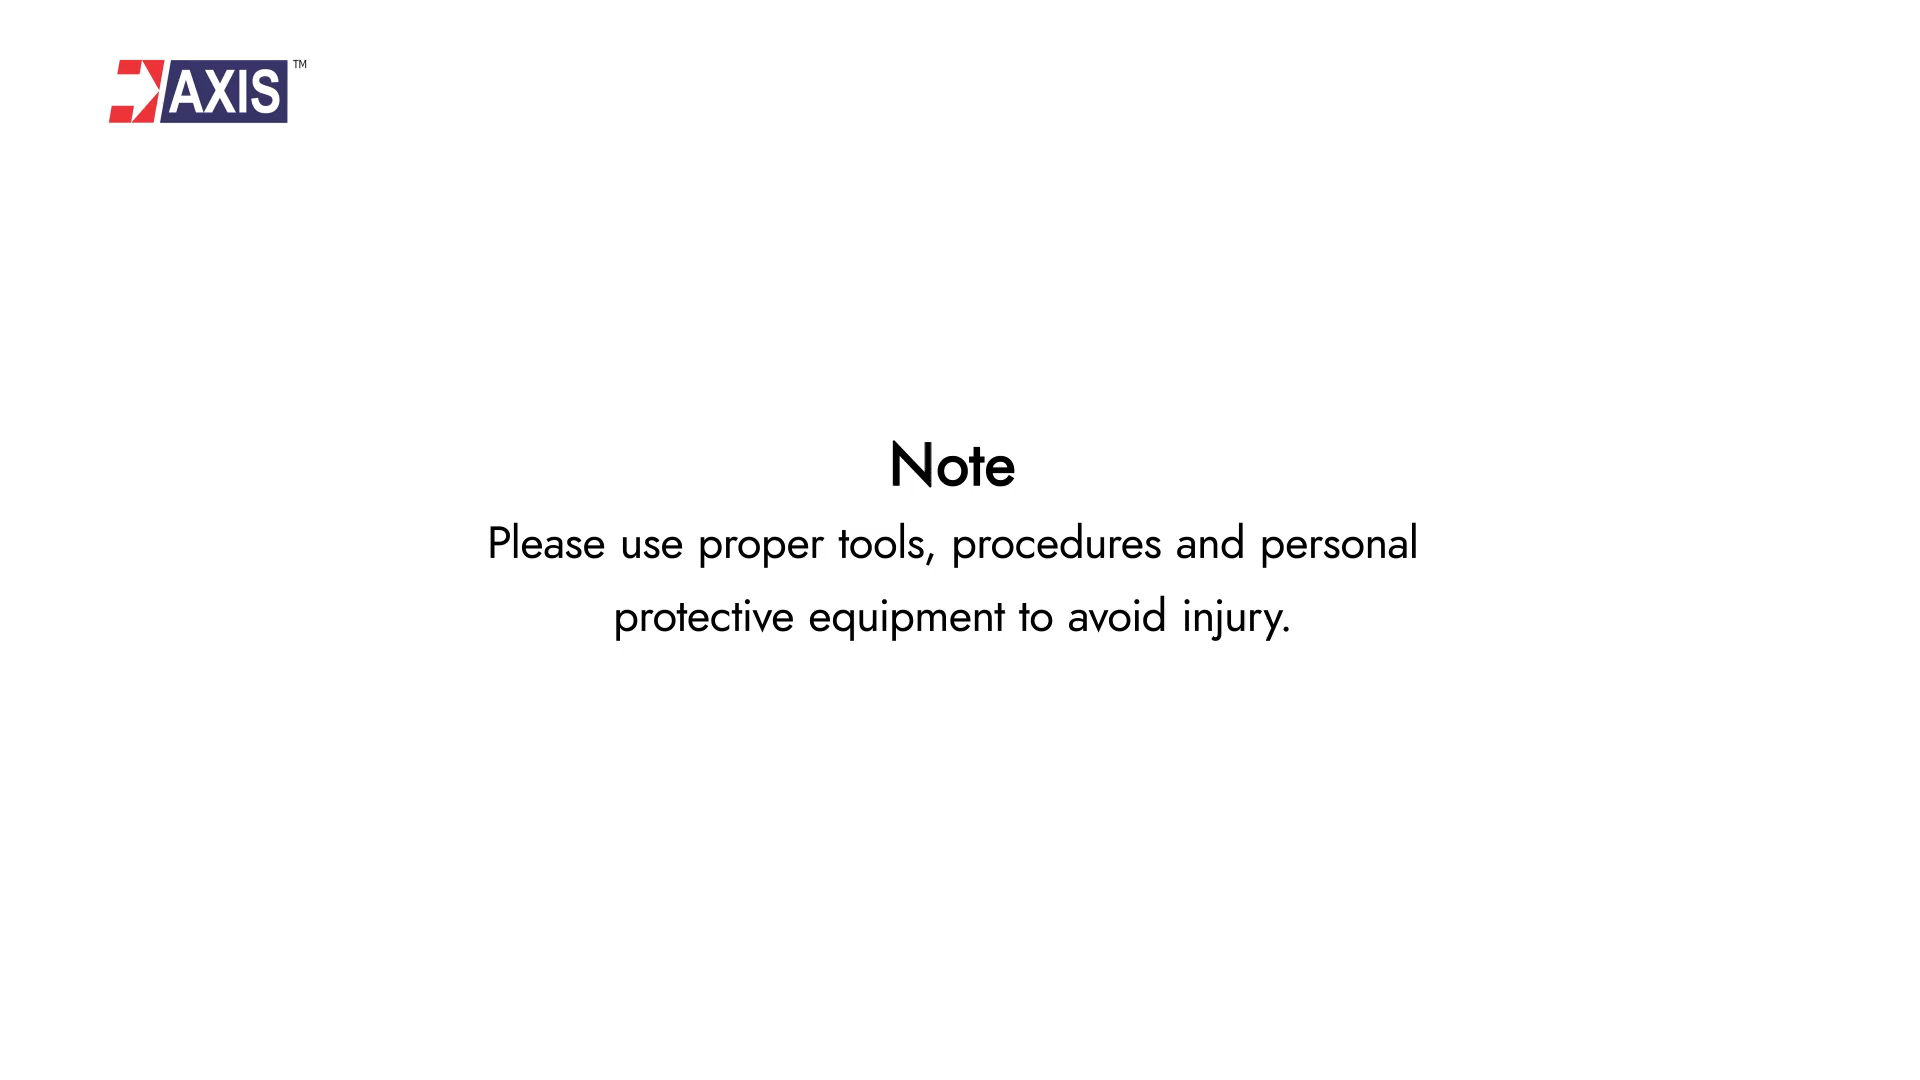 AXIS™
Note
Please use proper tools, procedures and personal
protective equipment to avoid injury.